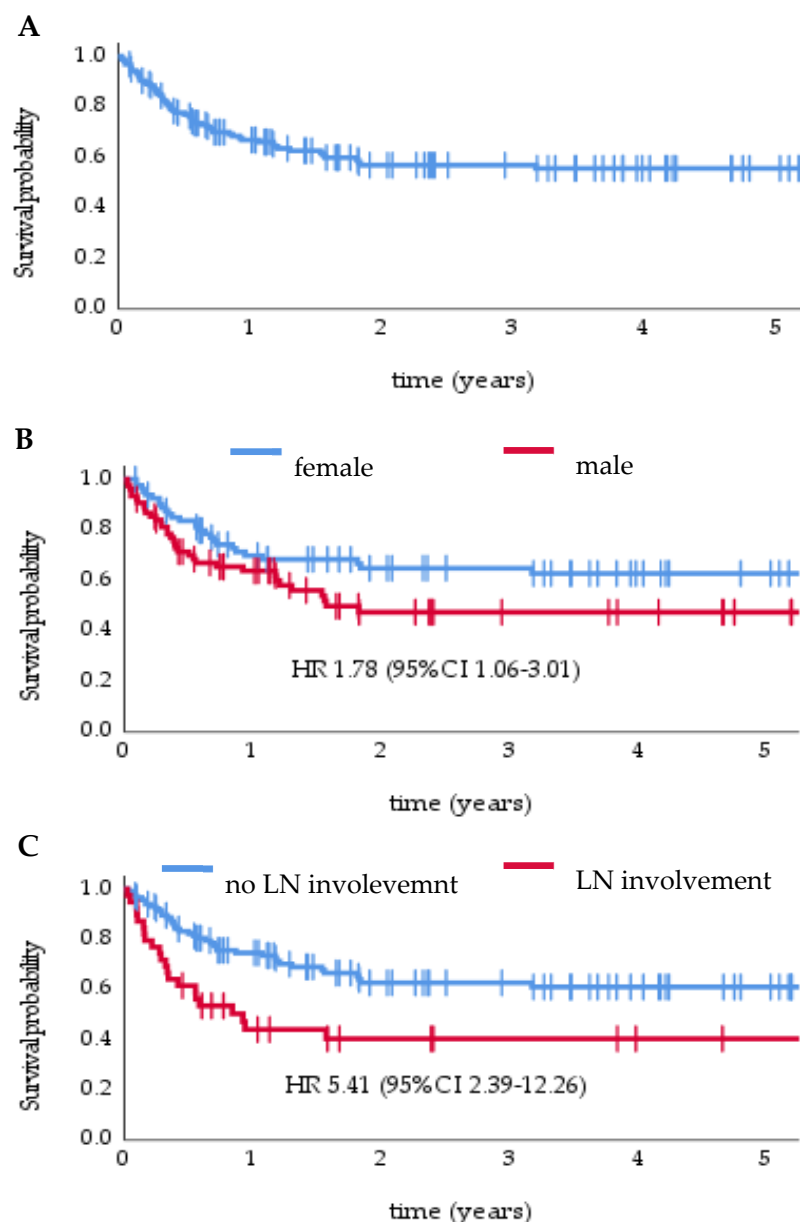 A
1.0
0.8
0.6
0.4
0.2
0.0
Survival probability
0 1 2 3 4 5
time (years)
B
female male
1.0
0.8
0.6
0.4
0.2
0.0
Survival probability
HR 1.78 (95%CI 1.06-3.01)
0 1 2 3 4 5
time (years)
C
no LN involevemnt LN involvement
1.0
0.8
0.6
0.4
0.2
0.0
Survival probability
HR 5.41 (95%CI 2.39-12.26)
0 1 2 3 4 5
time (years)